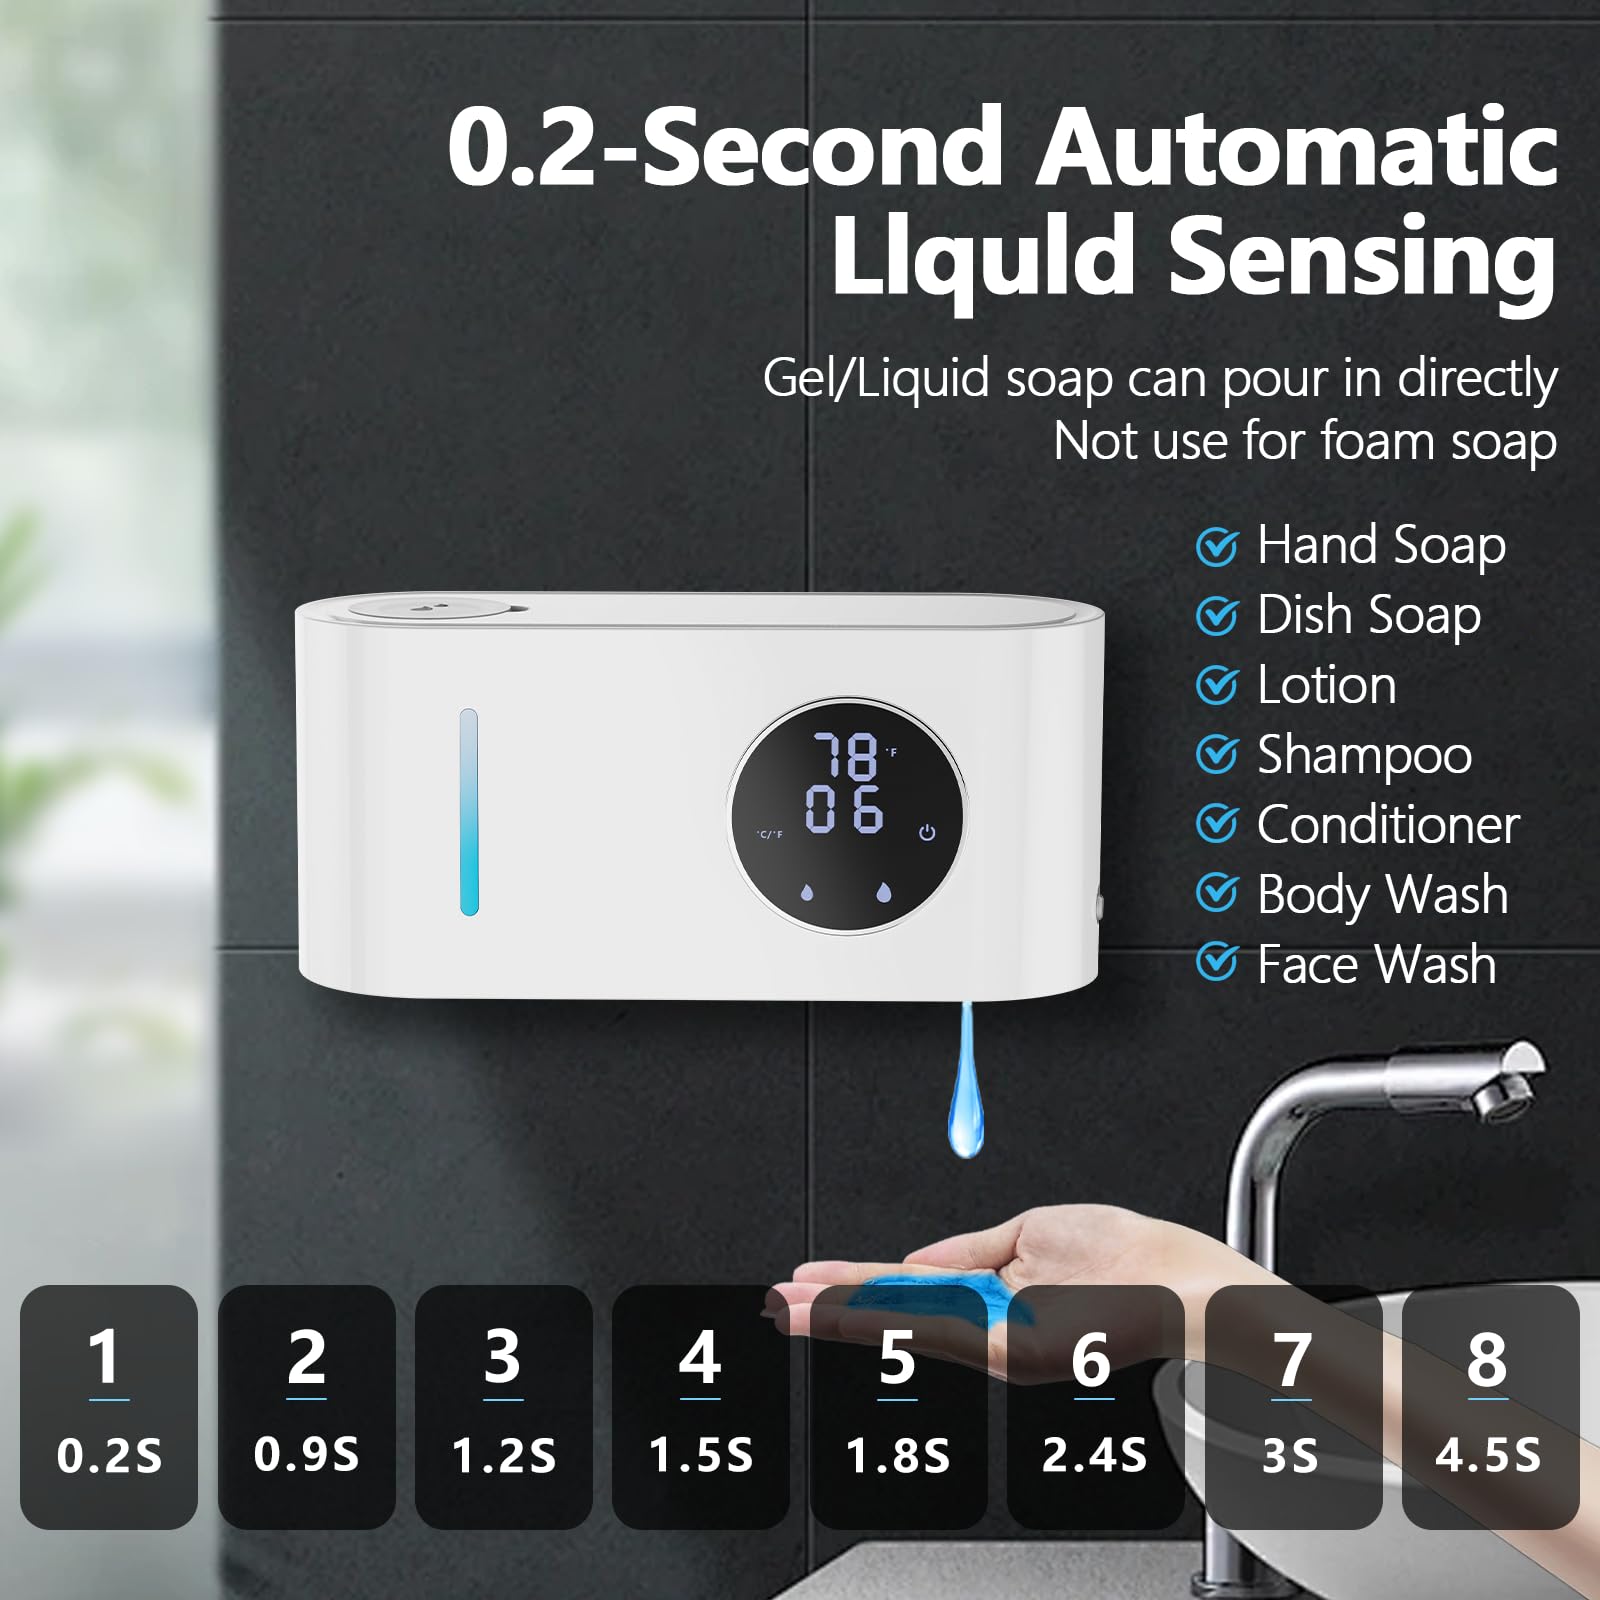 0.2-Second Automatic
LIquId Sensing
Gel/Liquid soap can pour in directly
Not use for foam soap
Hand Soap
Dish Soap
Lotion
Shampoo
Conditioner
Body Wash
Face Wash
78 °F
06
°C/°F
1 2 3 4 5 6 7 8
0.2S 0.9S 1.2S 1.5S 1.8S 2.4S 3S 4.5S